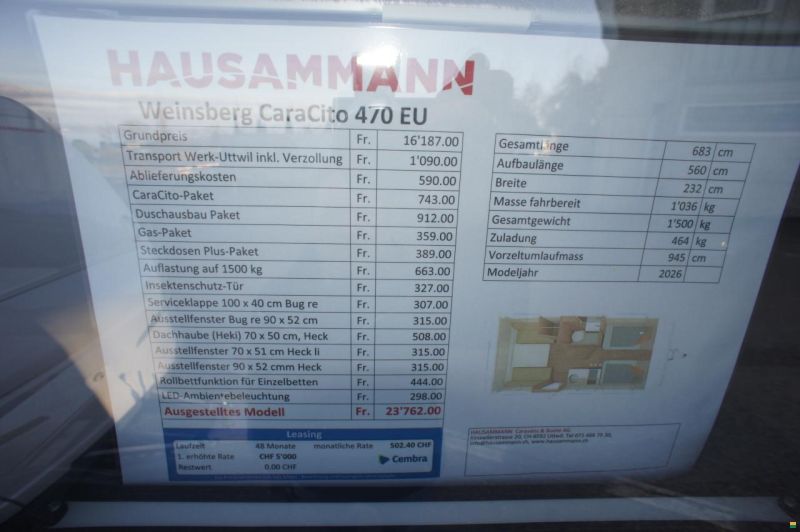 HAUSAMMANN
Weinsberg CaraCito 470 EU
Grundpreis Fr. 16'187.00
Transport Werk-Uttwil inkl. Verzollung Fr. 1'090.00
Ablieferungskosten Fr. 590.00
CaraCito-Paket Fr. 743.00
Duschausbau Paket Fr. 912.00
Gas-Paket Fr. 359.00
Steckdosen Plus-Paket Fr. 389.00
Auflastung auf 1500 kg Fr. 663.00
Insektenschutz-Tür Fr. 327.00
Serviceklappe 100 x 40 cm Bug re Fr. 307.00
Ausstellfenster Bug re 90 x 52 cm Fr. 315.00
Dachhaube (Heki) 70 x 50 cm, Heck Fr. 508.00
Ausstellfenster 70 x 51 cm Heck li Fr. 315.00
Ausstellfenster 90 x 52 cmm Heck Fr. 315.00
Rollbettfunktion für Einzelbetten Fr. 444.00
LED-Ambientebeleuchtung Fr. 298.00
Ausgestelltes Modell Fr. 23'762.00
Leasing
Laufzeit 48 Monate monatliche Rate 502.40 CHF
1. erhöhte Rate CHF 5'000
Restwert 0.00 CHF
Cembra
Gesamtlänge 683 cm
Aufbaulänge 560 cm
Breite 232 cm
Masse fahrbereit 1'036 kg
Gesamtgewicht 1'500 kg
Zuladung 464 kg
Vorzeltumlaufmass 945 cm
Modelljahr 2026
HAUSAMMANN Caravans & Boote AG
Romanshornerstrasse